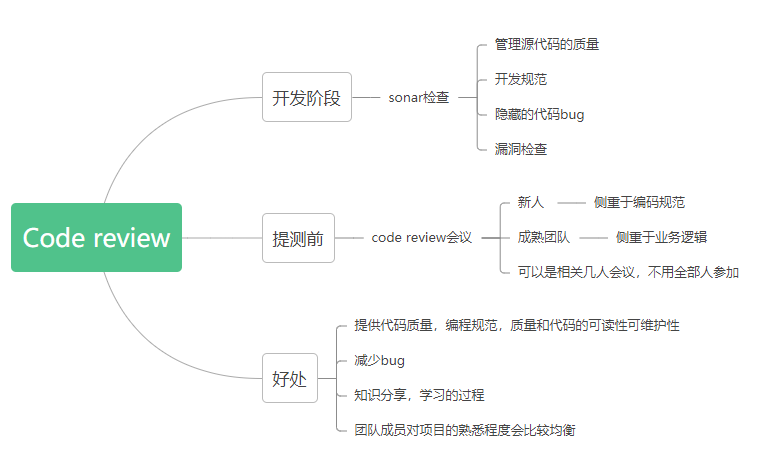 Code review
开发阶段
sonar检查
管理源代码的质量
开发规范
隐藏的代码bug
漏洞检查
提测前
code review会议
新人
侧重于编码规范
成熟团队
侧重于业务逻辑
可以是相关几人会议，不用全部人参加
好处
提供代码质量，编程规范，质量和代码的可读性可维护性
减少bug
知识分享，学习的过程
团队成员对项目的熟悉程度会比较均衡